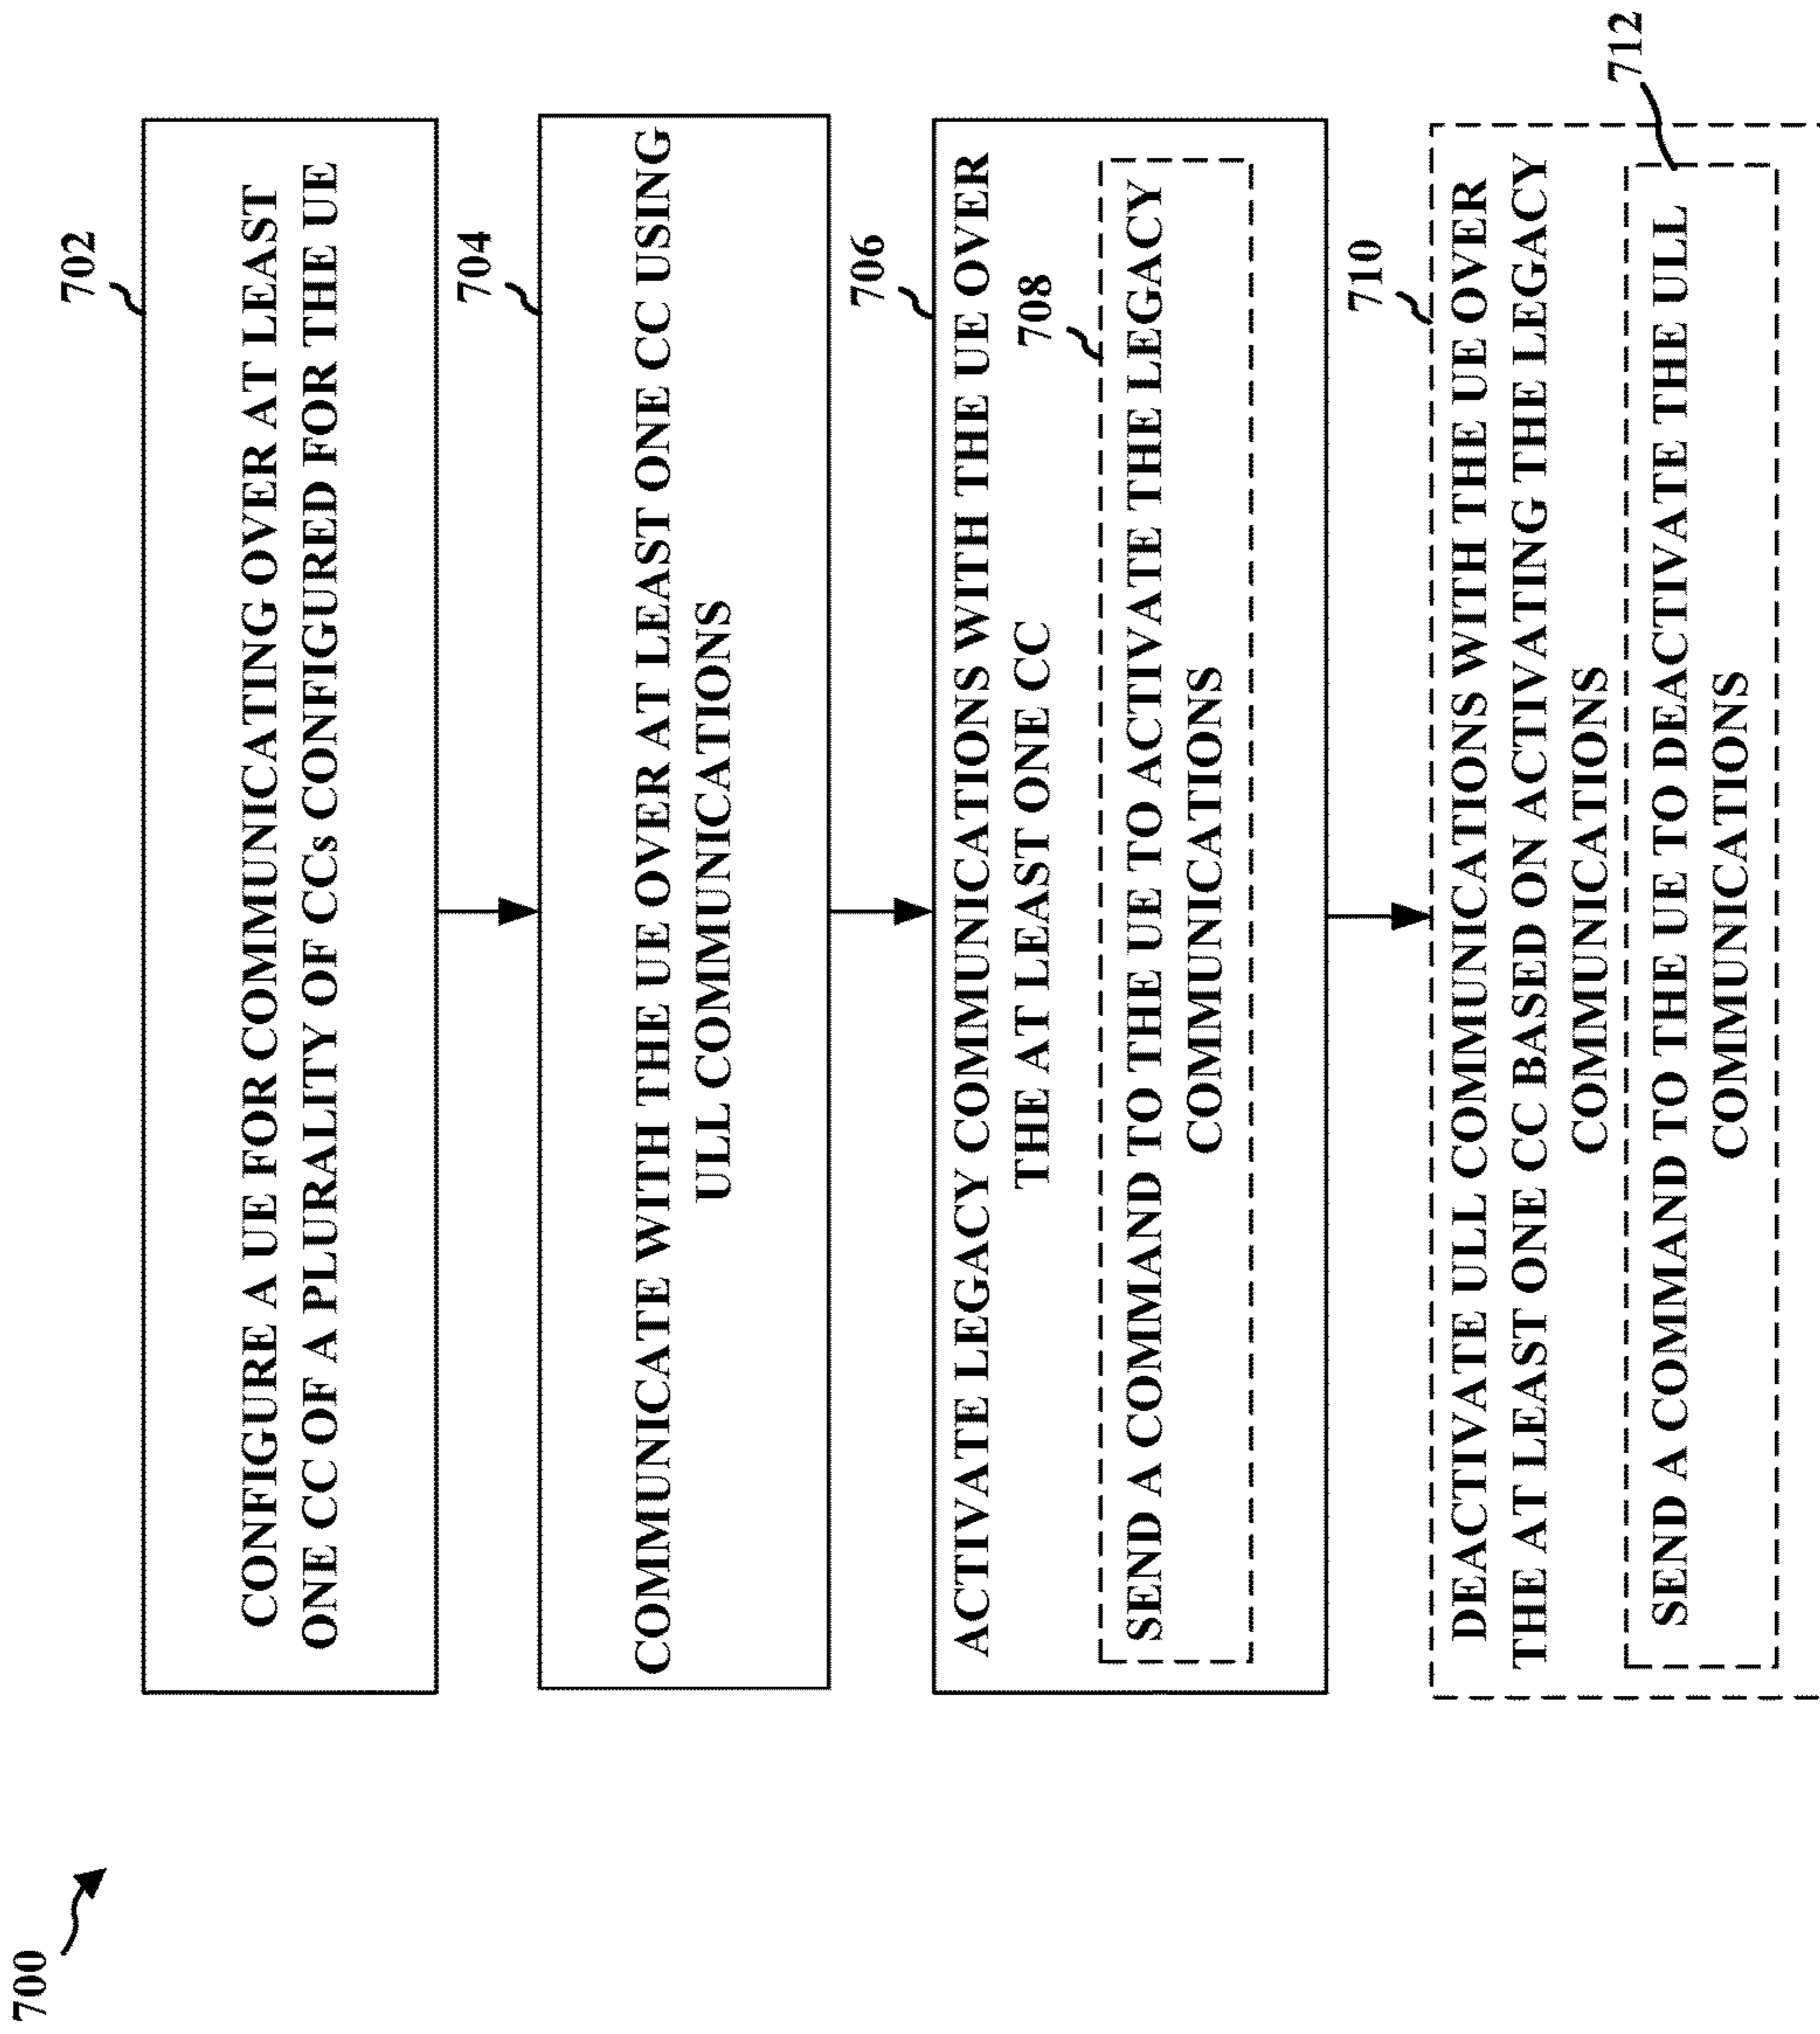 700
702
CONFIGURE A UE FOR COMMUNICATING OVER AT LEAST
ONE CC OF A PLURALITY OF CCs CONFIGURED FOR THE UE
704
COMMUNICATE WITH THE UE OVER AT LEAST ONE CC USING
ULL COMMUNICATIONS
706
ACTIVATE LEGACY COMMUNICATIONS WITH THE UE OVER
THE AT LEAST ONE CC
708
SEND A COMMAND TO THE UE TO ACTIVATE THE LEGACY
COMMUNICATIONS
710
DEACTIVATE ULL COMMUNICATIONS WITH THE UE OVER
THE AT LEAST ONE CC BASED ON ACTIVATING THE LEGACY
COMMUNICATIONS
712
SEND A COMMAND TO THE UE TO DEACTIVATE THE ULL
COMMUNICATIONS